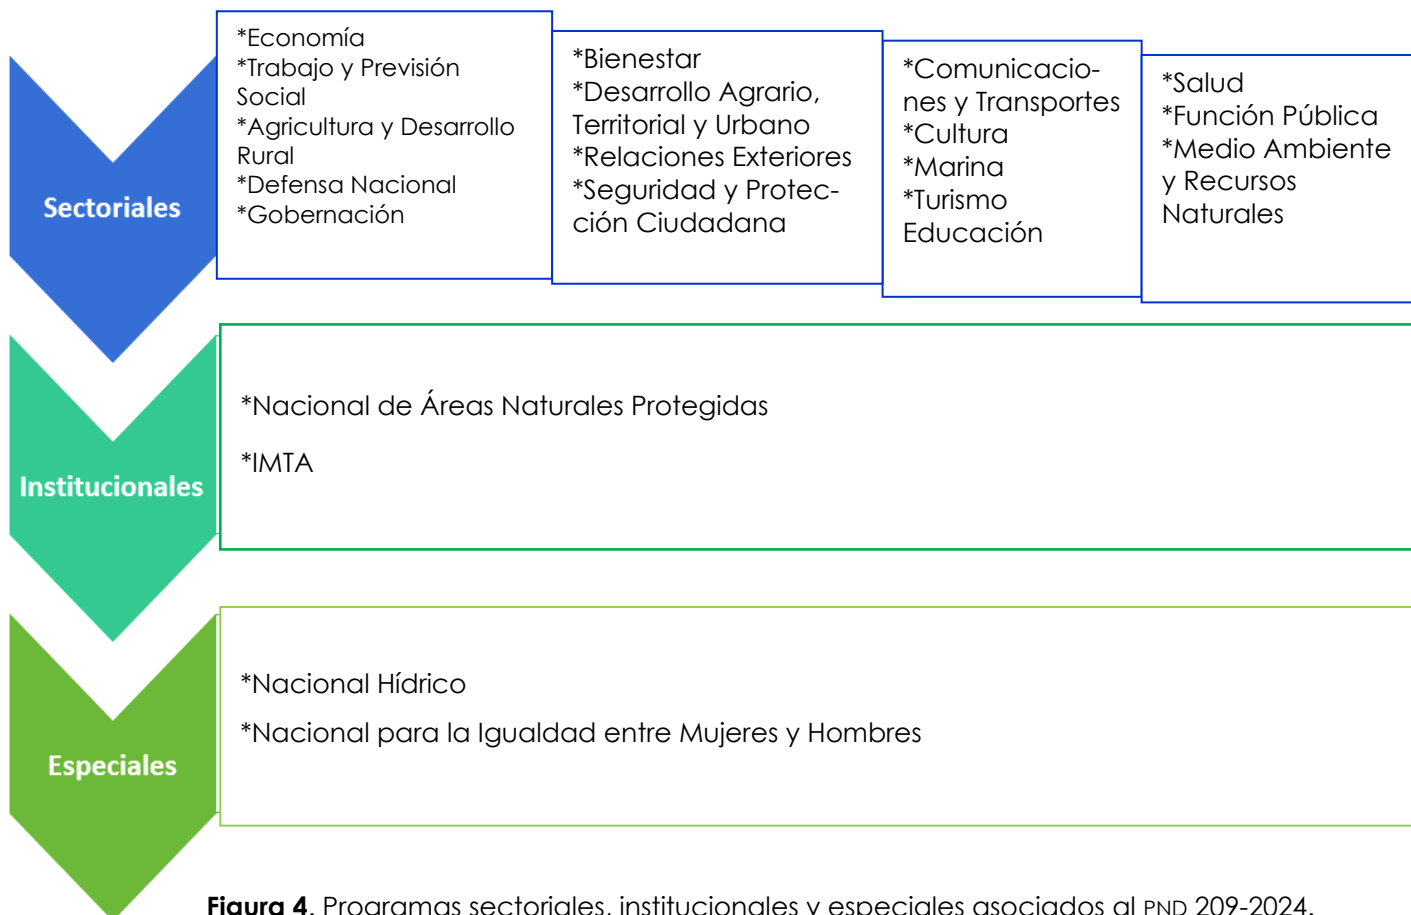 Sectoriales
*Economía
*Trabajo y Previsión
Social
*Agricultura y Desarrollo
Rural
*Defensa Nacional
*Gobernación
*Bienestar
*Desarrollo Agrario,
Territorial y Urbano
*Relaciones Exteriores
*Seguridad y Protec-
ción Ciudadana
*Comunicacio-
nes y Transportes
*Cultura
*Marina
*Turismo
Educación
*Salud
*Función Pública
*Medio Ambiente
y Recursos
Naturales
Institucionales
*Nacional de Áreas Naturales Protegidas
*IMTA
Especiales
*Nacional Hídrico
*Nacional para la Igualdad entre Mujeres y Hombres
Figura 4. Programas sectoriales, institucionales y especiales asociados al PND 209-2024.